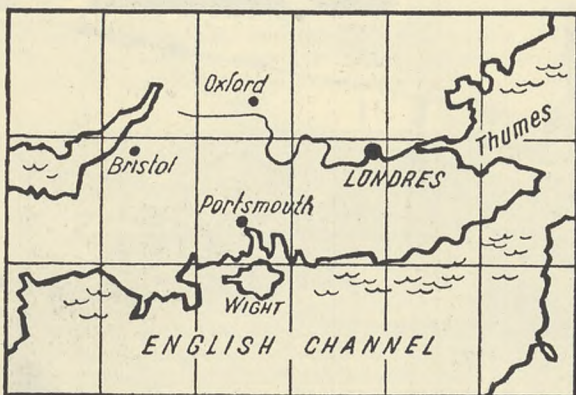 Oxford
Thumes
Bristol
LONDRES
Portsmouth
WIGHT
ENGLISH CHANNEL